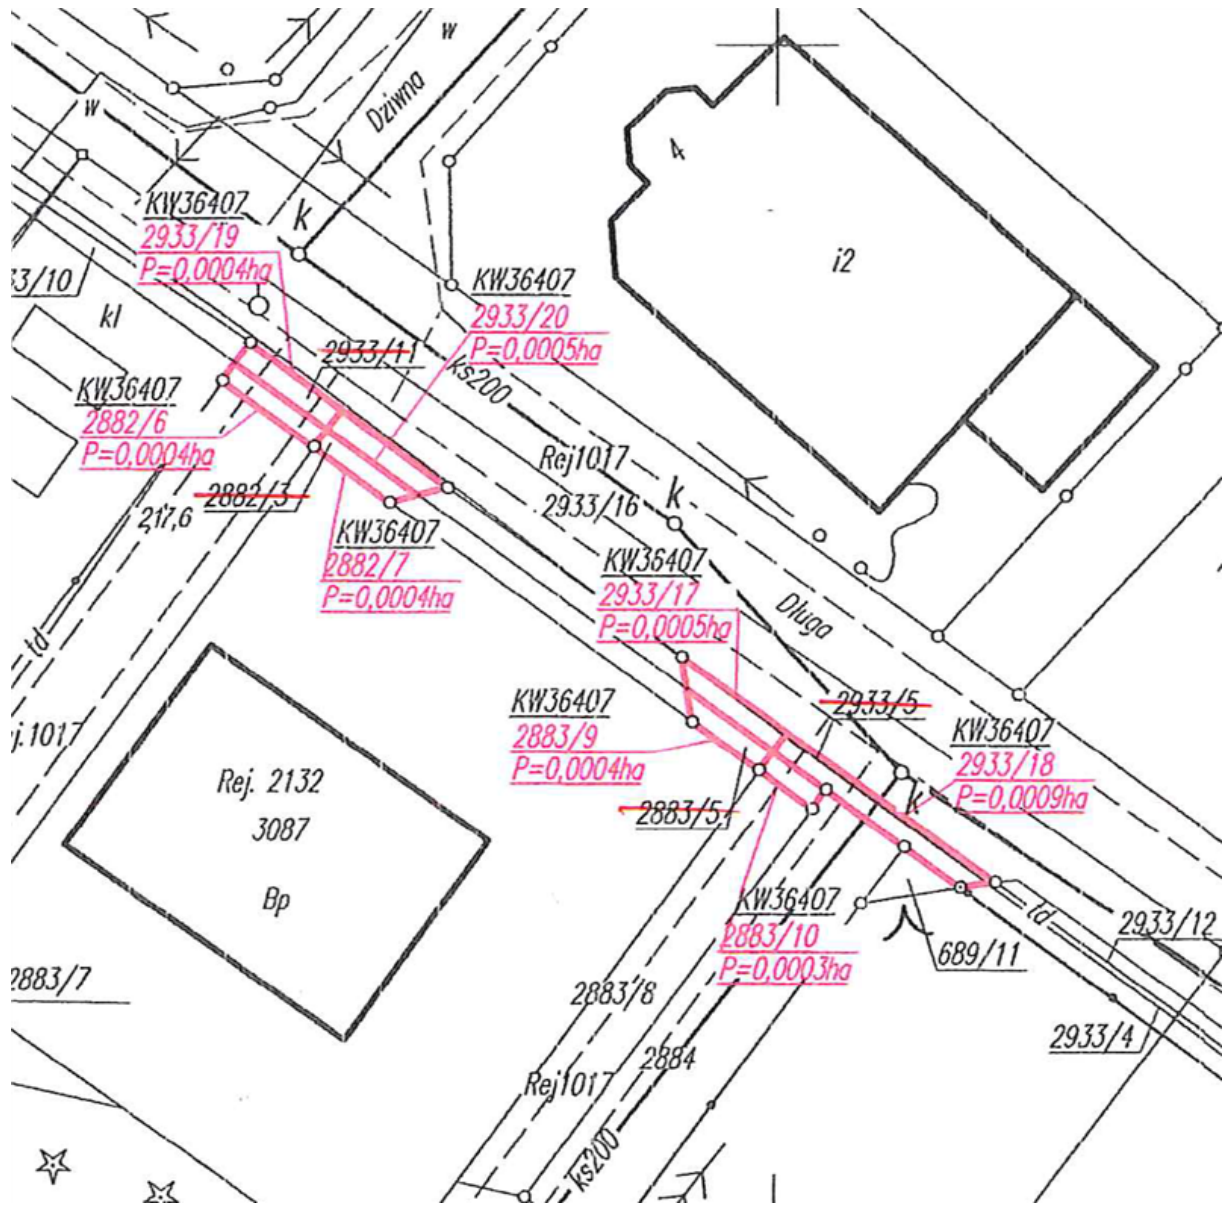 w
w
Dziwna
KW36407
2933/19
P=0,0004ha
k
4
i2
33/10
kl
KW36407
2933/20
P=0,0005ha
2933/11
ks200
KW36407
2882/6
P=0,0004ha
2882/3
217,6
Rej1017
2933/16
k
KW36407
2882/7
P=0,0004ha
KW36407
2933/17
P=0,0005ha
Długa
td
j.1017
KW36407
2883/9
P=0,0004ha
2933/5
KW36407
2933/18
P=0,0009ha
k
Rej. 2132
3087
Bp
2883/5
KW36407
2883/10
P=0,0003ha
td
2933/12
689/11
2883/7
2883/8
2884
2933/4
Rej1017
ks200